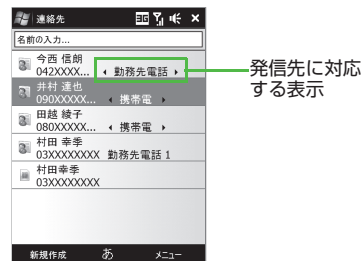 連絡先
名前の入力...
今西 信朗
042XXXX... 勤務先電話
井村 達也
090XXXXX... 携帯電
田越 綾子
080XXXXX... 携帯電
村田 幸季
03XXXXXXXX 勤務先電話 1
村田幸季
03XXXXXXXX
新規作成 あ メニュー
発信先に対応
する表示